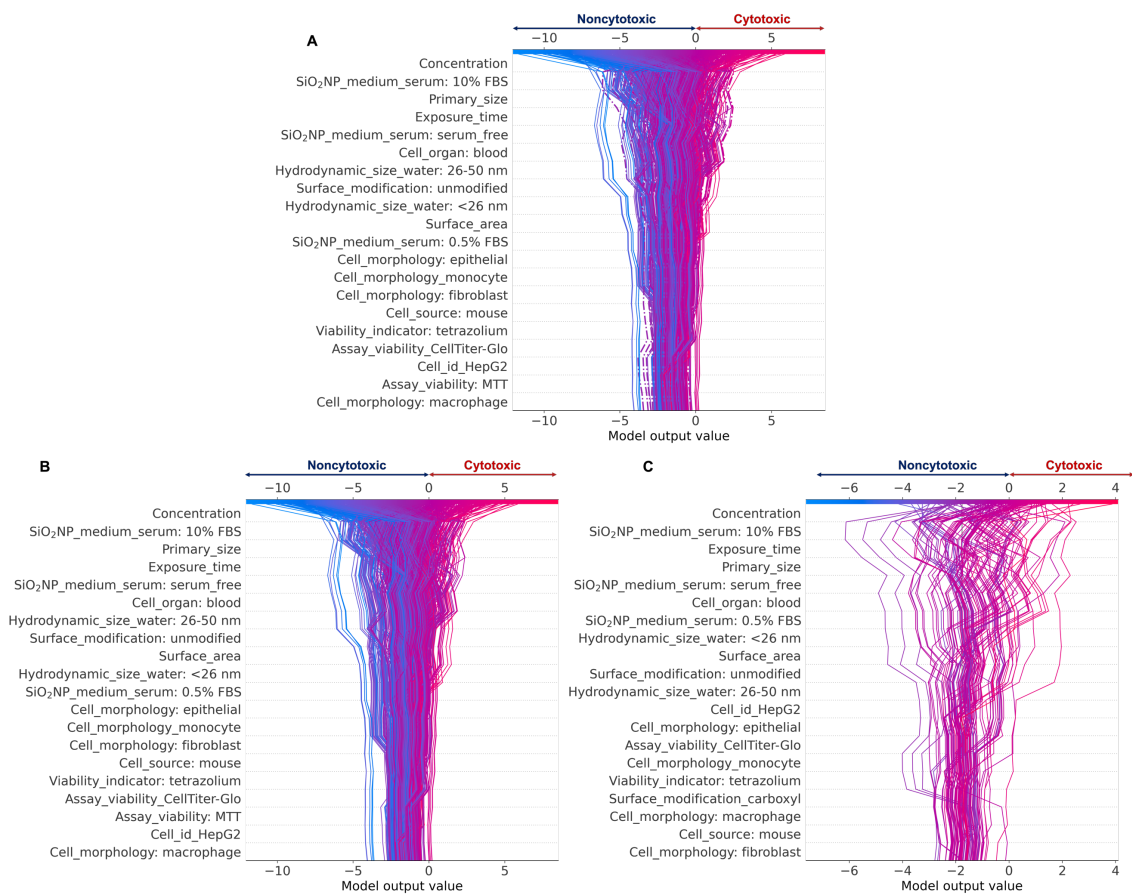 A
Noncytotoxic Cytotoxic
−10 −5 0 5
Concentration
SiO₂NP_medium_serum: 10% FBS
Primary_size
Exposure_time
SiO₂NP_medium_serum: serum_free
Cell_organ: blood
Hydrodynamic_size_water: 26-50 nm
Surface_modification: unmodified
Hydrodynamic_size_water: <26 nm
Surface_area
SiO₂NP_medium_serum: 0.5% FBS
Cell_morphology: epithelial
Cell_morphology_monocyte
Cell_morphology: fibroblast
Cell_source: mouse
Viability_indicator: tetrazolium
Assay_viability_CellTiter-Glo
Cell_id_HepG2
Assay_viability: MTT
Cell_morphology: macrophage
−10 −5 0 5
Model output value
B
Noncytotoxic Cytotoxic
−10 −5 0 5
Concentration
SiO₂NP_medium_serum: 10% FBS
Primary_size
Exposure_time
SiO₂NP_medium_serum: serum_free
Cell_organ: blood
Hydrodynamic_size_water: 26-50 nm
Surface_modification: unmodified
Surface_area
Hydrodynamic_size_water: <26 nm
SiO₂NP_medium_serum: 0.5% FBS
Cell_morphology: epithelial
Cell_morphology_monocyte
Cell_morphology: fibroblast
Cell_source: mouse
Viability_indicator: tetrazolium
Assay_viability_CellTiter-Glo
Assay_viability: MTT
Cell_id_HepG2
Cell_morphology: macrophage
−10 −5 0 5
Model output value
C
Noncytotoxic Cytotoxic
−6 −4 −2 0 2 4
Concentration
SiO₂NP_medium_serum: 10% FBS
Exposure_time
Primary_size
SiO₂NP_medium_serum: serum_free
Cell_organ: blood
SiO₂NP_medium_serum: 0.5% FBS
Hydrodynamic_size_water: <26 nm
Surface_area
Surface_modification: unmodified
Hydrodynamic_size_water: 26-50 nm
Cell_id_HepG2
Cell_morphology: epithelial
Assay_viability_CellTiter-Glo
Cell_morphology_monocyte
Viability_indicator: tetrazolium
Surface_modification_carboxyl
Cell_morphology: macrophage
Cell_source: mouse
Cell_morphology: fibroblast
−6 −4 −2 0 2 4
Model output value